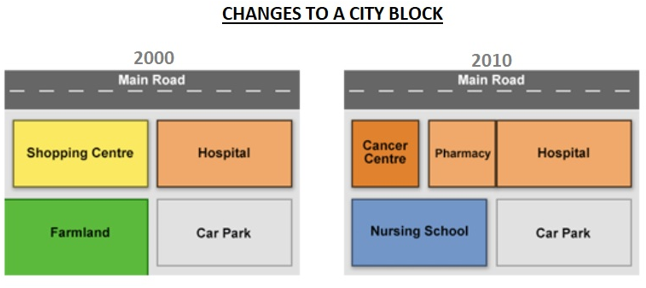 CHANGES TO A CITY BLOCK
2000
Main Road
Shopping Centre
Hospital
Farmland
Car Park
2010
Main Road
Cancer
Centre
Pharmacy
Hospital
Nursing School
Car Park